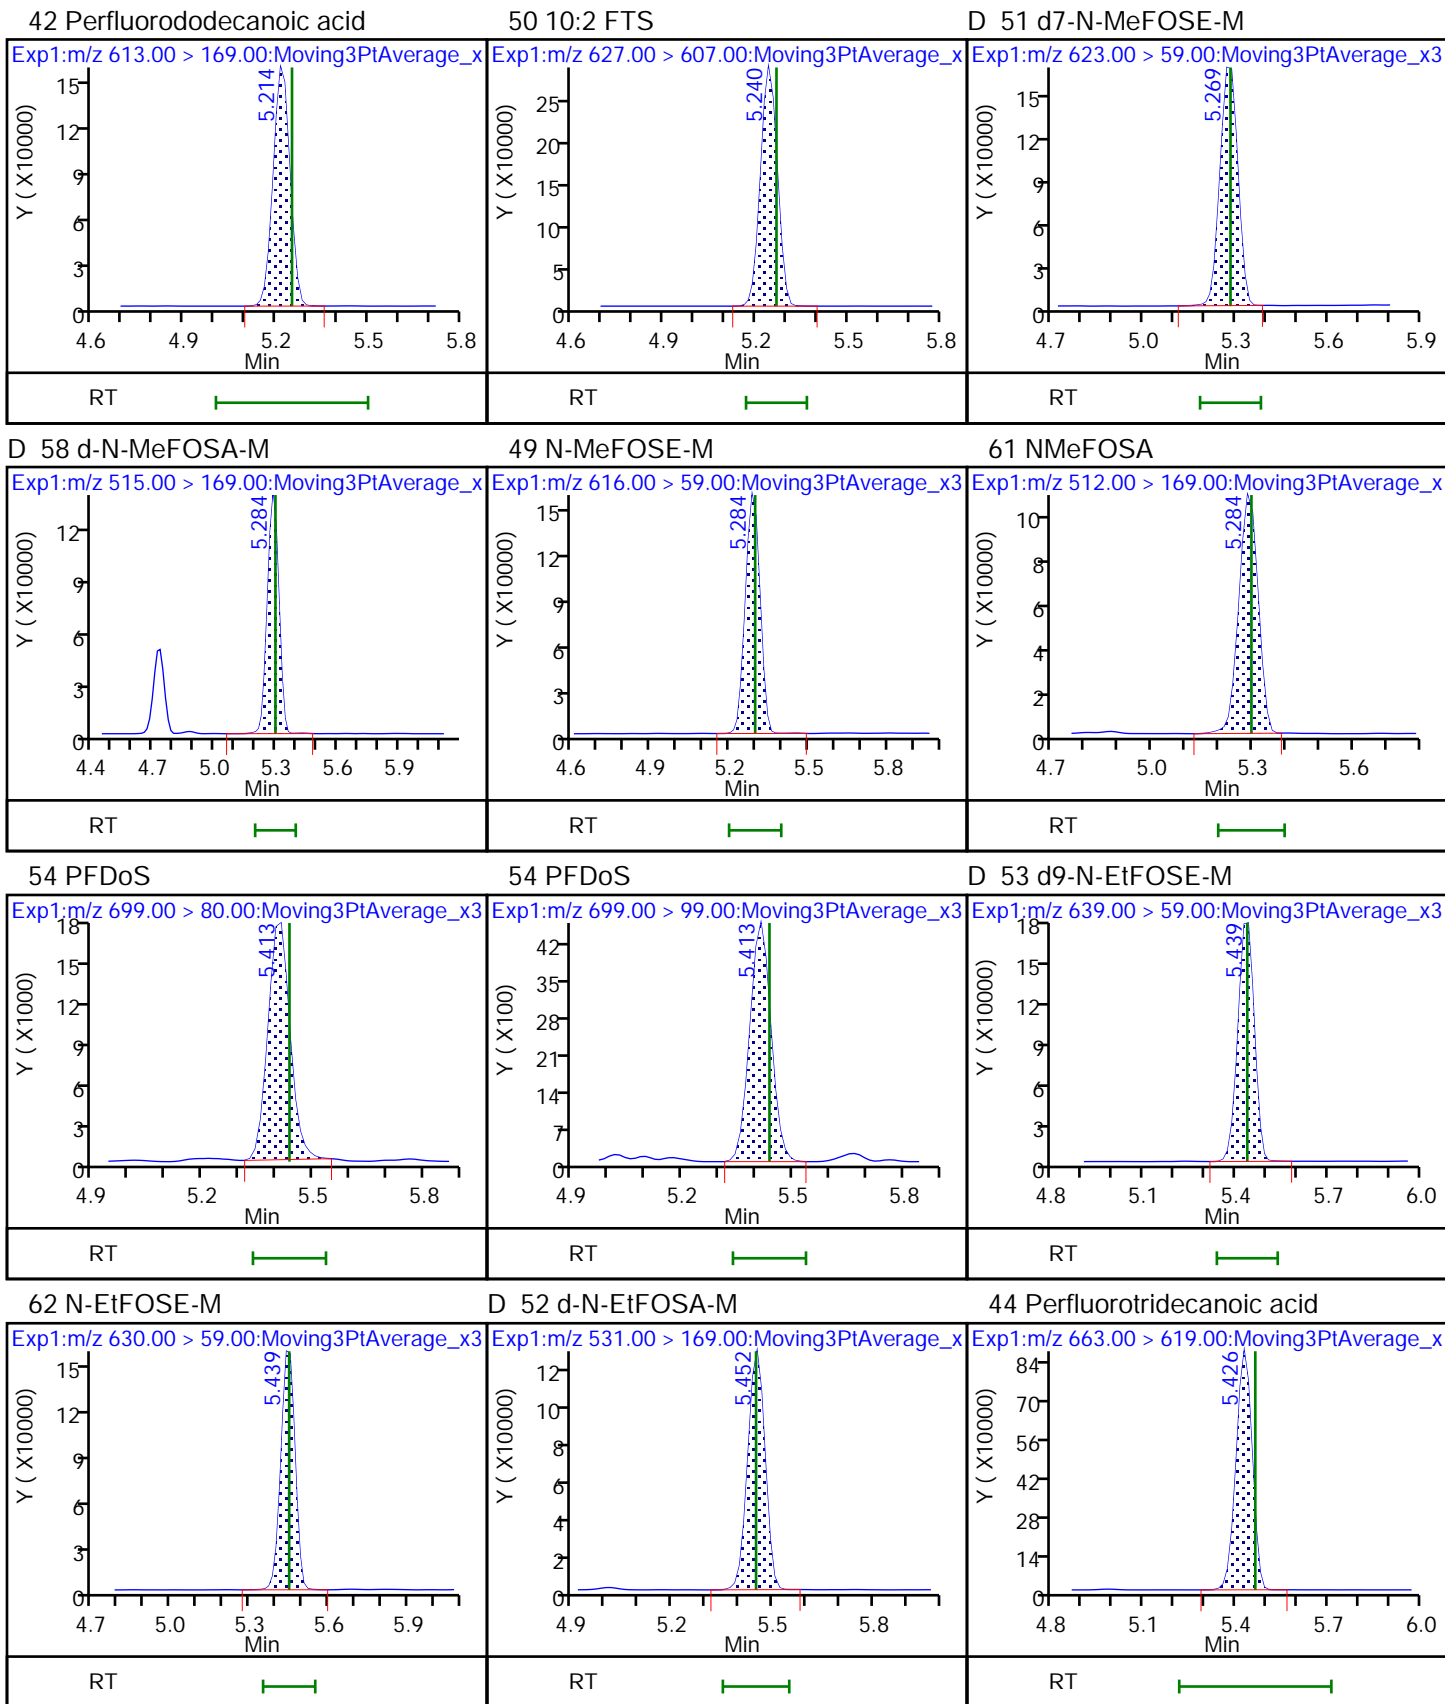 42 Perfluorododecanoic acid
Exp1:m/z 613.00 > 169.00:Moving3PtAverage_x
5.214
Y ( X10000)
15
12
9
6
3
0
4.6 4.9 5.2 5.5 5.8
Min
RT
50 10:2 FTS
Exp1:m/z 627.00 > 607.00:Moving3PtAverage_x
5.240
Y ( X10000)
25
20
15
10
5
0
4.6 4.9 5.2 5.5 5.8
Min
RT
D 51 d7-N-MeFOSE-M
Exp1:m/z 623.00 > 59.00:Moving3PtAverage_x3
5.269
Y ( X10000)
15
12
9
6
3
0
4.7 5.0 5.3 5.6 5.9
Min
RT
D 58 d-N-MeFOSA-M
Exp1:m/z 515.00 > 169.00:Moving3PtAverage_x
5.284
Y ( X10000)
12
9
6
3
0
4.4 4.7 5.0 5.3 5.6 5.9
Min
RT
49 N-MeFOSE-M
Exp1:m/z 616.00 > 59.00:Moving3PtAverage_x3
5.284
Y ( X10000)
15
12
9
6
3
0
4.6 4.9 5.2 5.5 5.8
Min
RT
61 NMeFOSA
Exp1:m/z 512.00 > 169.00:Moving3PtAverage_x
5.284
Y ( X10000)
10
8
6
4
2
0
4.7 5.0 5.3 5.6
Min
RT
54 PFDoS
Exp1:m/z 699.00 > 80.00:Moving3PtAverage_x3
5.413
Y ( X1000)
18
15
12
9
6
3
0
4.9 5.2 5.5 5.8
Min
RT
54 PFDoS
Exp1:m/z 699.00 > 99.00:Moving3PtAverage_x3
5.413
Y ( X100)
42
35
28
21
14
7
0
4.9 5.2 5.5 5.8
Min
RT
D 53 d9-N-EtFOSE-M
Exp1:m/z 639.00 > 59.00:Moving3PtAverage_x3
5.439
Y ( X10000)
18
15
12
9
6
3
0
4.8 5.1 5.4 5.7 6.0
Min
RT
62 N-EtFOSE-M
Exp1:m/z 630.00 > 59.00:Moving3PtAverage_x3
5.439
Y ( X10000)
15
12
9
6
3
0
4.7 5.0 5.3 5.6 5.9
Min
RT
D 52 d-N-EtFOSA-M
Exp1:m/z 531.00 > 169.00:Moving3PtAverage_x
5.452
Y ( X10000)
12
10
8
6
4
2
0
4.9 5.2 5.5 5.8
Min
RT
44 Perfluorotridecanoic acid
Exp1:m/z 663.00 > 619.00:Moving3PtAverage_x
5.426
Y ( X10000)
84
70
56
42
28
14
0
4.8 5.1 5.4 5.7 6.0
Min
RT